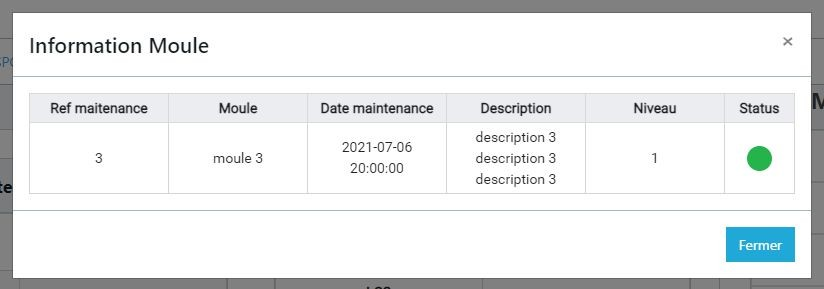 Information Moule
×
Ref maitenance Moule Date maintenance Description Niveau Status
3 moule 3 2021-07-06 20:00:00 description 3 description 3 description 3 1
Fermer